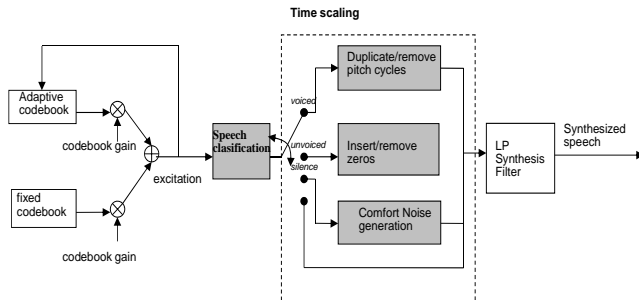 Time scaling
Adaptive
codebook
codebook gain
fixed
codebook
codebook gain
excitation
Speech
clasification
voiced
unvoiced
silence
Duplicate/remove
pitch cycles
Insert/remove
zeros
Comfort Noise
generation
LP
Synthesis
Filter
Synthesized
speech